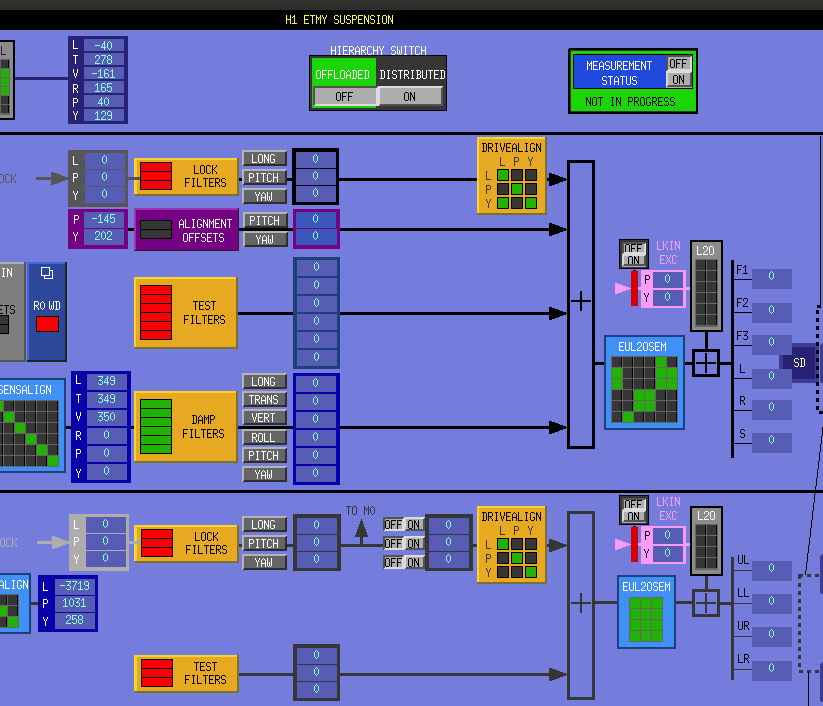 H1 ETMY SUSPENSION
L
L -40
T 278
V -161
R 165
P 40
Y 129
HIERARCHY SWITCH
OFFLOADED DISTRIBUTED
OFF ON
MEASUREMENT
STATUS
OFF
ON
NOT IN PROGRESS
OCK
L 0
P 0
Y 0
LOCK
FILTERS
LONG 0
PITCH 0
YAW 0
DRIVEALIGN
L P Y
L
P
Y
P -145
Y 202
ALIGNMENT
OFFSETS
PITCH 0
YAW 0
IN
ETS
RO WD
TEST
FILTERS
0
0
0
0
0
0
OFF
ON
LKIN
EXC
P 0
Y 0
L2O
EUL2OSEM
F1 0
F2 0
F3 0
L 0
R 0
S 0
SD
SENSALIGN
L 349
T 349
V 350
R 0
P 0
Y 0
DAMP
FILTERS
LONG 0
TRANS 0
VERT 0
ROLL 0
PITCH 0
YAW 0
OCK
L 0
P 0
Y 0
LOCK
FILTERS
LONG 0
PITCH 0
YAW 0
TO M0
OFF ON 0
OFF ON 0
OFF ON 0
DRIVEALIGN
L P Y
L
P
Y
OFF
ON
LKIN
EXC
P 0
Y 0
L2O
EUL2OSEM
UL 0
LL 0
UR 0
LR 0
ALIGN
L -3719
P 1031
Y 258
TEST
FILTERS
0
0
0